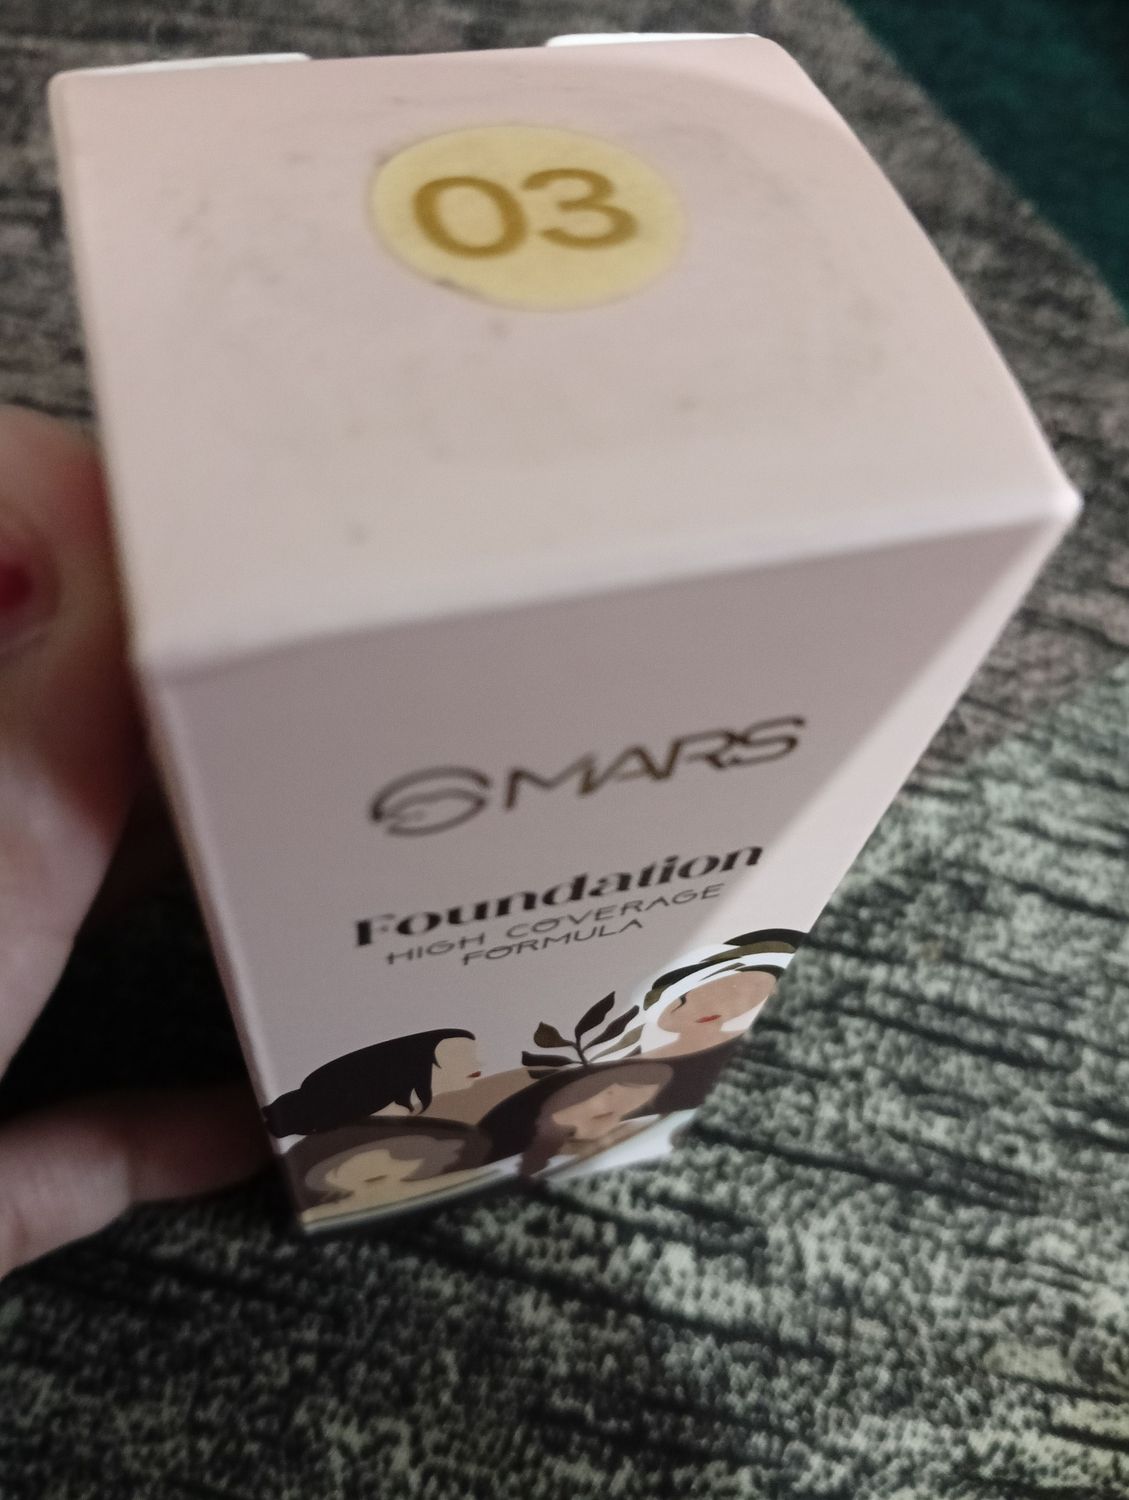 03
MARS
Foundation
HIGH COVERAGE
FORMULA